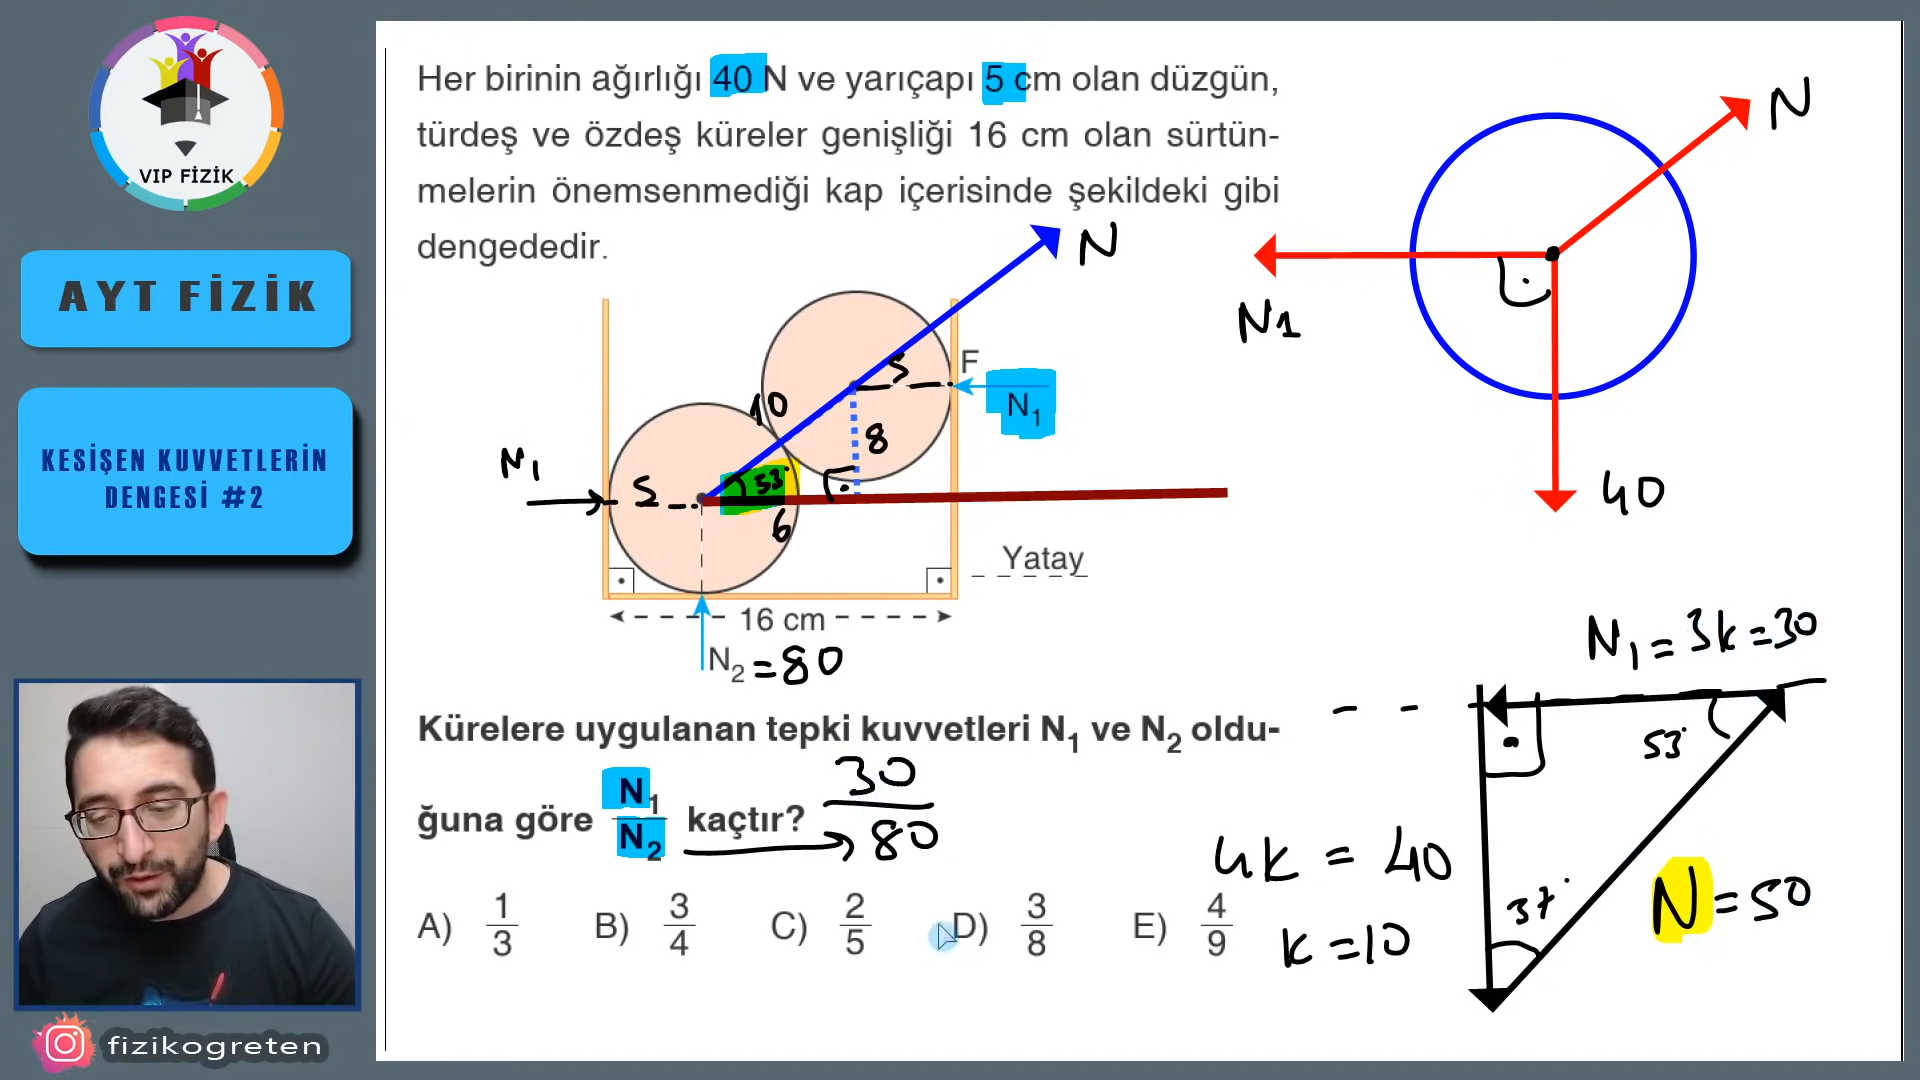 VIP FİZİK
AYT FİZİK
KESİŞEN KUVVETLERİN
DENGESİ #2
fizikogreten
Her birinin ağırlığı 40 N ve yarıçapı 5 cm olan düzgün,
türdeş ve özdeş küreler genişliği 16 cm olan sürtün-
melerin önemsenmediği kap içerisinde şekildeki gibi
dengededir.
N
F
N₁
5
10
8
53°
N₁
5
6
Yatay
16 cm
N₂ = 80
Kürelere uygulanan tepki kuvvetleri N₁ ve N₂ oldu-
ğuna göre N₁/N₂ kaçtır? 30/80
A) 1/3 B) 3/4 C) 2/5 D) 3/8 E) 4/9
N
N1
40
N₁ = 3k = 30
53°
4k = 40
37°
N = 50
k = 10